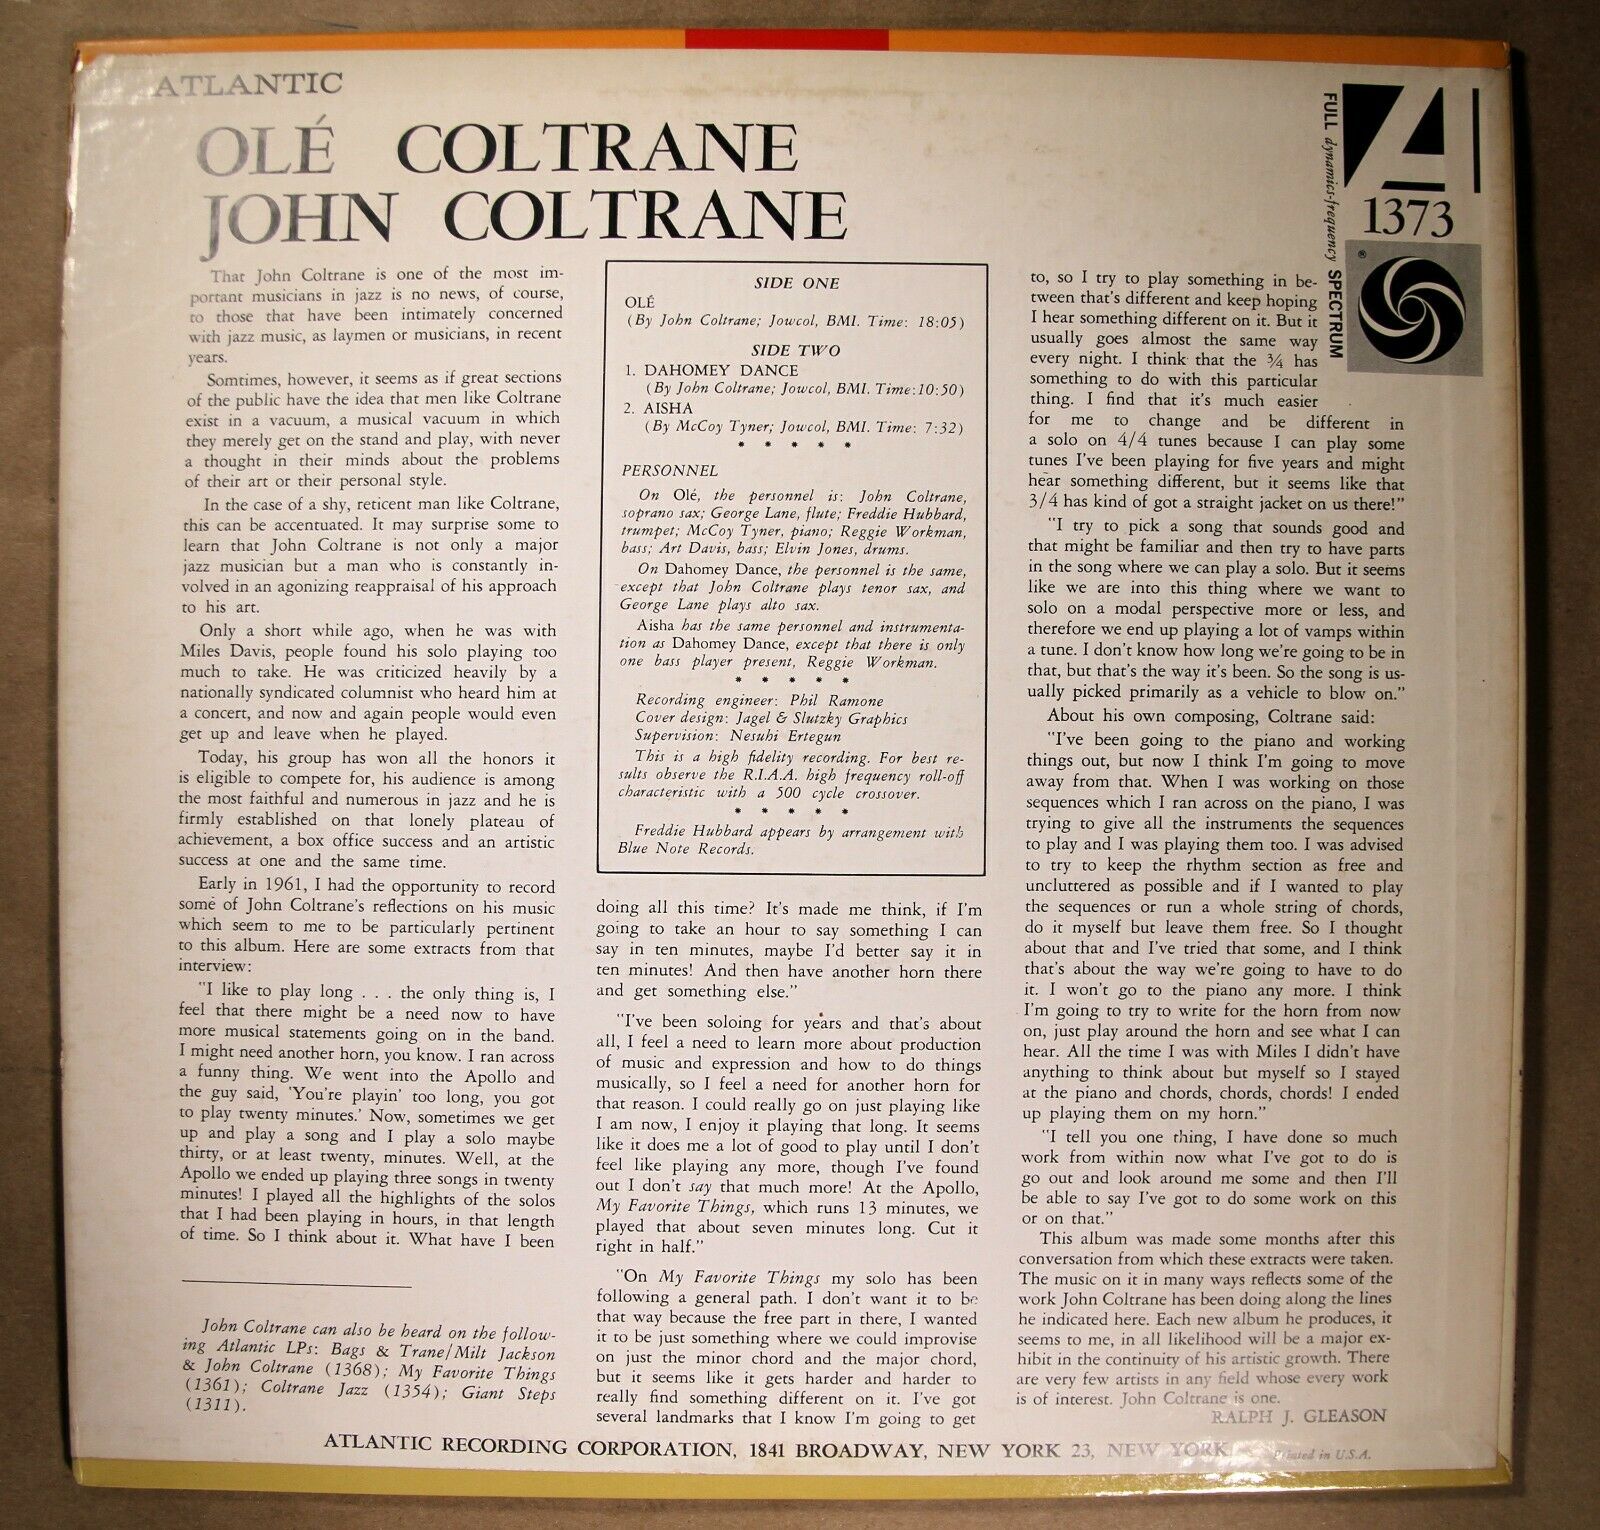 ATLANTIC
OLÉ COLTRANE
JOHN COLTRANE
FULL dynamics-frequency SPECTRUM
A
1373
®
That John Coltrane is one of the most im-
portant musicians in jazz is no news, of course,
to those that have been intimately concerned
with jazz music, as laymen or musicians, in recent
years.
Somtimes, however, it seems as if great sections
of the public have the idea that men like Coltrane
exist in a vacuum, a musical vacuum in which
they merely get on the stand and play, with never
a thought in their minds about the problems
of their art or their personal style.
In the case of a shy, reticent man like Coltrane,
this can be accentuated. It may surprise some to
learn that John Coltrane is not only a major
jazz musician but a man who is constantly in-
volved in an agonizing reappraisal of his approach
to his art.
Only a short while ago, when he was with
Miles Davis, people found his solo playing too
much to take. He was criticized heavily by a
nationally syndicated columnist who heard him at
a concert, and now and again people would even
get up and leave when he played.
Today, his group has won all the honors it
is eligible to compete for, his audience is among
the most faithful and numerous in jazz and he is
firmly established on that lonely plateau of
achievement, a box office success and an artistic
success at one and the same time.
Early in 1961, I had the opportunity to record
some of John Coltrane's reflections on his music
which seem to me to be particularly pertinent
to this album. Here are some extracts from that
interview:
"I like to play long . . . the only thing is, I
feel that there might be a need now to have
more musical statements going on in the band.
I might need another horn, you know. I ran across
a funny thing. We went into the Apollo and
the guy said, 'You're playin' too long, you got
to play twenty minutes.' Now, sometimes we get
up and play a song and I play a solo maybe
thirty, or at least twenty, minutes. Well, at the
Apollo we ended up playing three songs in twenty
minutes! I played all the highlights of the solos
that I had been playing in hours, in that length
of time. So I think about it. What have I been
John Coltrane can also be heard on the follow-
ing Atlantic LPs: Bags & Trane/Milt Jackson
& John Coltrane (1368); My Favorite Things
(1361); Coltrane Jazz (1354); Giant Steps
(1311).
SIDE ONE
OLÉ
(By John Coltrane; Jowcol, BMI. Time: 18:05)
SIDE TWO
1. DAHOMEY DANCE
(By John Coltrane; Jowcol, BMI. Time:10:50)
2. AISHA
(By McCoy Tyner; Jowcol, BMI. Time: 7:32)
* * * * *
PERSONNEL
On Olé, the personnel is: John Coltrane,
soprano sax; George Lane, flute; Freddie Hubbard,
trumpet; McCoy Tyner, piano; Reggie Workman,
bass; Art Davis, bass; Elvin Jones, drums.
On Dahomey Dance, the personnel is the same,
except that John Coltrane plays tenor sax, and
George Lane plays alto sax.
Aisha has the same personnel and instrumenta-
tion as Dahomey Dance, except that there is only
one bass player present, Reggie Workman.
* * * * *
Recording engineer: Phil Ramone
Cover design: Jagel & Slutzky Graphics
Supervision: Nesuhi Ertegun
This is a high fidelity recording. For best re-
sults observe the R.I.A.A. high frequency roll-off
characteristic with a 500 cycle crossover.
* * * * *
Freddie Hubbard appears by arrangement with
Blue Note Records.
doing all this time? It's made me think, if I'm
going to take an hour to say something I can
say in ten minutes, maybe I'd better say it in
ten minutes! And then have another horn there
and get something else."
"I've been soloing for years and that's about
all, I feel a need to learn more about production
of music and expression and how to do things
musically, so I feel a need for another horn for
that reason. I could really go on just playing like
I am now, I enjoy it playing that long. It seems
like it does me a lot of good to play until I don't
feel like playing any more, though I've found
out I don't say that much more! At the Apollo,
My Favorite Things, which runs 13 minutes, we
played that about seven minutes long. Cut it
right in half."
"On My Favorite Things my solo has been
following a general path. I don't want it to be
that way because the free part in there, I wanted
it to be just something where we could improvise
on just the minor chord and the major chord,
but it seems like it gets harder and harder to
really find something different on it. I've got
several landmarks that I know I'm going to get
to, so I try to play something in be-
tween that's different and keep hoping
I hear something different on it. But it
usually goes almost the same way
every night. I think that the ¾ has
something to do with this particular
thing. I find that it's much easier
for me to change and be different in
a solo on 4/4 tunes because I can play some
tunes I've been playing for five years and might
hear something different, but it seems like that
3/4 has kind of got a straight jacket on us there!"
"I try to pick a song that sounds good and
that might be familiar and then try to have parts
in the song where we can play a solo. But it seems
like we are into this thing where we want to
solo on a modal perspective more or less, and
therefore we end up playing a lot of vamps within
a tune. I don't know how long we're going to be in
that, but that's the way it's been. So the song is us-
ually picked primarily as a vehicle to blow on."
About his own composing, Coltrane said:
"I've been going to the piano and working
things out, but now I think I'm going to move
away from that. When I was working on those
sequences which I ran across on the piano, I was
trying to give all the instruments the sequences
to play and I was playing them too. I was advised
to try to keep the rhythm section as free and
uncluttered as possible and if I wanted to play
the sequences or run a whole string of chords,
do it myself but leave them free. So I thought
about that and I've tried that some, and I think
that's about the way we're going to have to do
it. I won't go to the piano any more. I think
I'm going to try to write for the horn from now
on, just play around the horn and see what I can
hear. All the time I was with Miles I didn't have
anything to think about but myself so I stayed
at the piano and chords, chords, chords! I ended
up playing them on my horn."
"I tell you one thing, I have done so much
work from within now what I've got to do is
go out and look around me some and then I'll
be able to say I've got to do some work on this
or on that."
This album was made some months after this
conversation from which these extracts were taken.
The music on it in many ways reflects some of the
work John Coltrane has been doing along the lines
he indicated here. Each new album he produces, it
seems to me, in all likelihood will be a major ex-
hibit in the continuity of his artistic growth. There
are very few artists in any field whose every work
is of interest. John Coltrane is one.
RALPH J. GLEASON
ATLANTIC RECORDING CORPORATION, 1841 BROADWAY, NEW YORK 23, NEW YORK
Printed in U.S.A.